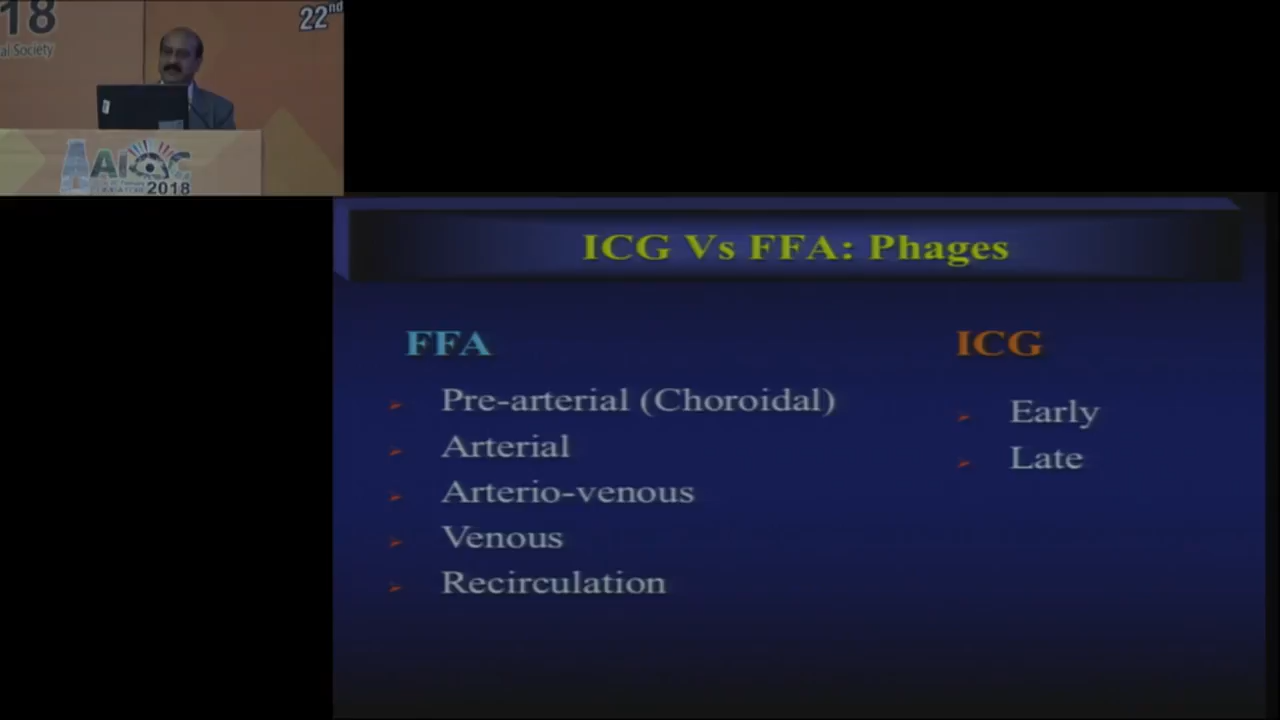 18
al Society
22nd
AIOC
2018
ICG Vs FFA: Phages
FFA
Pre-arterial (Choroidal)
Arterial
Arterio-venous
Venous
Recirculation
ICG
Early
Late